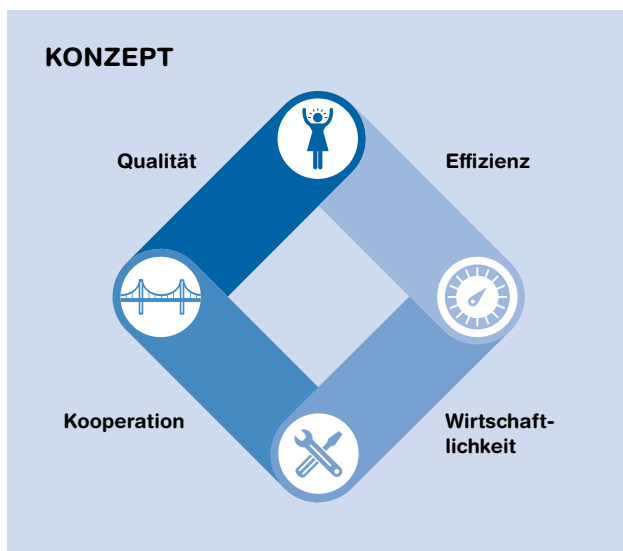 KONZEPT
Qualität
Effizienz
Kooperation
Wirtschaft-
lichkeit